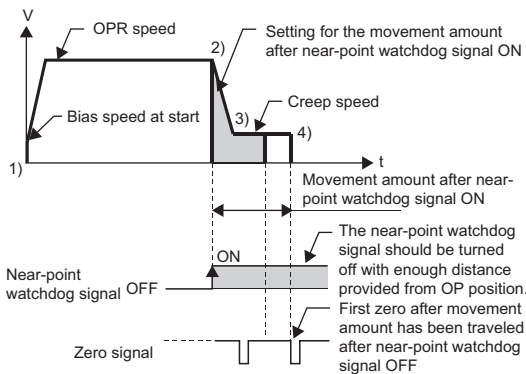 V
OPR speed
2)
Setting for the movement amount
after near-point watchdog signal ON
Bias speed at start
3)
Creep speed
4)
1)
t
Movement amount after near-
point watchdog signal ON
ON
The near-point watchdog
signal should be turned
off with enough distance
provided from OP position.
Near-point
watchdog signal OFF
First zero after movement
amount has been traveled
after near-point watchdog
signal OFF
Zero signal